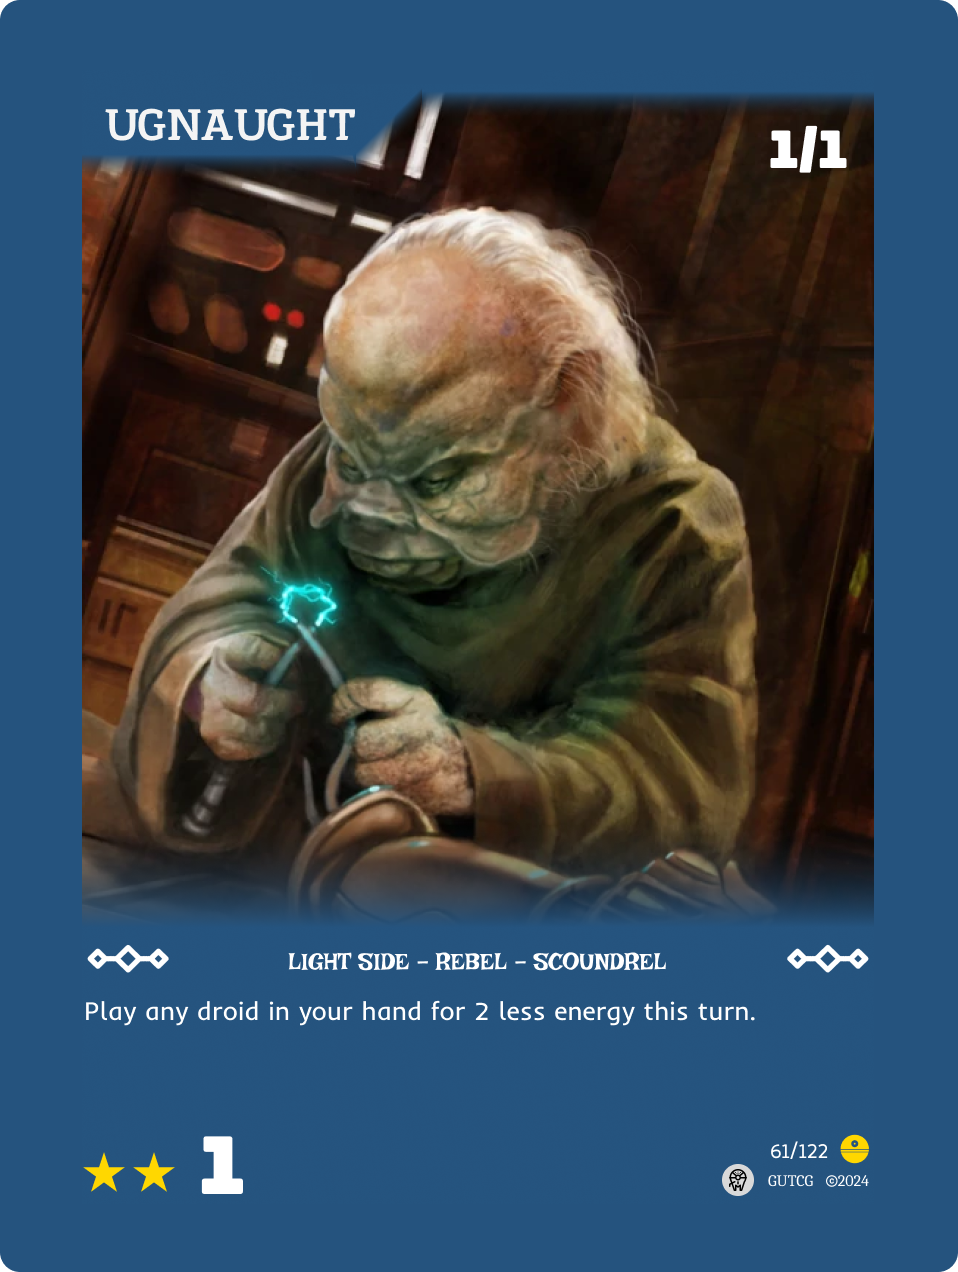 UGNAUGHT
1/1
LIGHT SIDE – REBEL – SCOUNDREL
Play any droid in your hand for 2 less energy this turn.
1
61/122
GUTCG ©2024